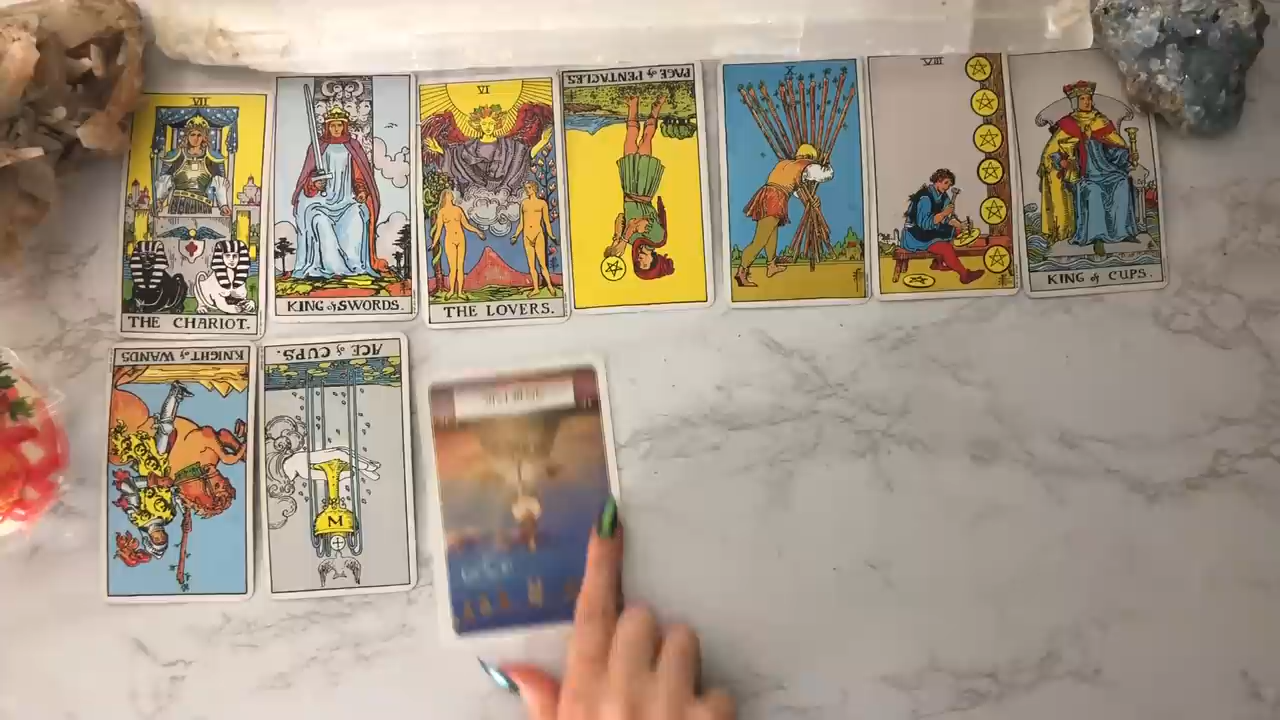 VII
THE CHARIOT.
KING of SWORDS.
VI
THE LOVERS.
PAGE of PENTACLES.
X
VIII
KING of CUPS.
KNIGHT of WANDS.
ACE of CUPS.
M